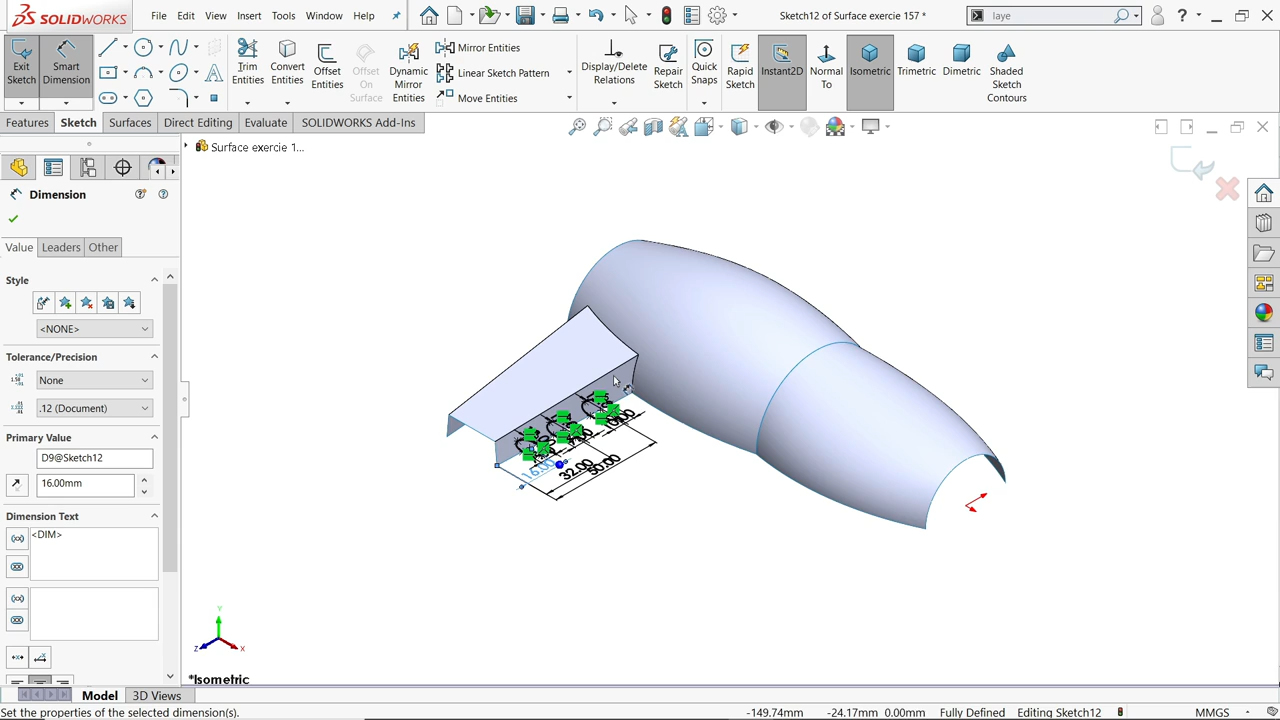 SOLIDWORKS
File Edit View Insert Tools Window Help
Sketch12 of Surface exercie 157 *
laye
Exit Sketch
Smart Dimension
Trim Entities
Convert Entities
Offset Entities
Offset On Surface
Dynamic Mirror Entities
Mirror Entities
Linear Sketch Pattern
Move Entities
Display/Delete Relations
Repair Sketch
Quick Snaps
Rapid Sketch
Instant2D
Normal To
Isometric
Trimetric
Dimetric
Shaded Sketch Contours
Features Sketch Surfaces Direct Editing Evaluate SOLIDWORKS Add-Ins
Surface exercie 1...
Dimension
Value Leaders Other
Style
<NONE>
Tolerance/Precision
None
.12 (Document)
Primary Value
D9@Sketch12
16.00mm
Dimension Text
<DIM>
16.00
32.00
50.00
Y
Z
X
*Isometric
Model 3D Views
Set the properties of the selected dimension(s).
-149.74mm -24.17mm 0.00mm Fully Defined Editing Sketch12 MMGS